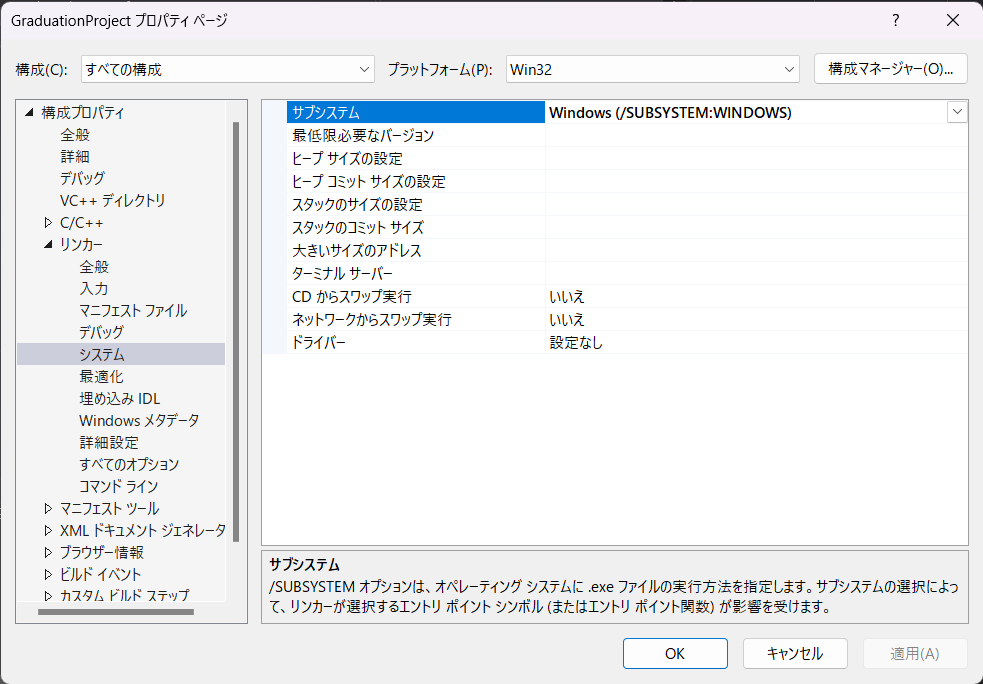 GraduationProject プロパティ ページ
?
構成(C):
すべての構成
プラットフォーム(P):
Win32
構成マネージャー(O)...
構成プロパティ
全般
詳細
デバッグ
VC++ ディレクトリ
C/C++
リンカー
全般
入力
マニフェスト ファイル
デバッグ
システム
最適化
埋め込み IDL
Windows メタデータ
詳細設定
すべてのオプション
コマンド ライン
マニフェスト ツール
XML ドキュメント ジェネレータ
ブラウザー情報
ビルド イベント
カスタム ビルド ステップ
サブシステム Windows (/SUBSYSTEM:WINDOWS)
最低限必要なバージョン
ヒープ サイズの設定
ヒープ コミット サイズの設定
スタックのサイズの設定
スタックのコミット サイズ
大きいサイズのアドレス
ターミナル サーバー
CD からスワップ実行 いいえ
ネットワークからスワップ実行 いいえ
ドライバー 設定なし
サブシステム
/SUBSYSTEM オプションは、オペレーティング システムに .exe ファイルの実行方法を指定します。サブシステムの選択によっ
て、リンカーが選択するエントリ ポイント シンボル (またはエントリ ポイント関数) が影響を受けます。
OK
キャンセル
適用(A)